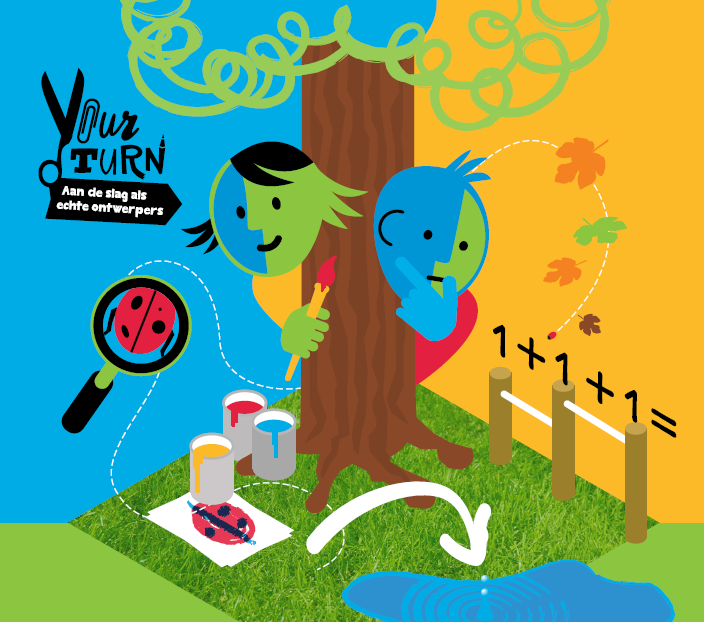 Your
TURN
Aan de slag als
echte ontwerpers
1 + 1 + 1 =